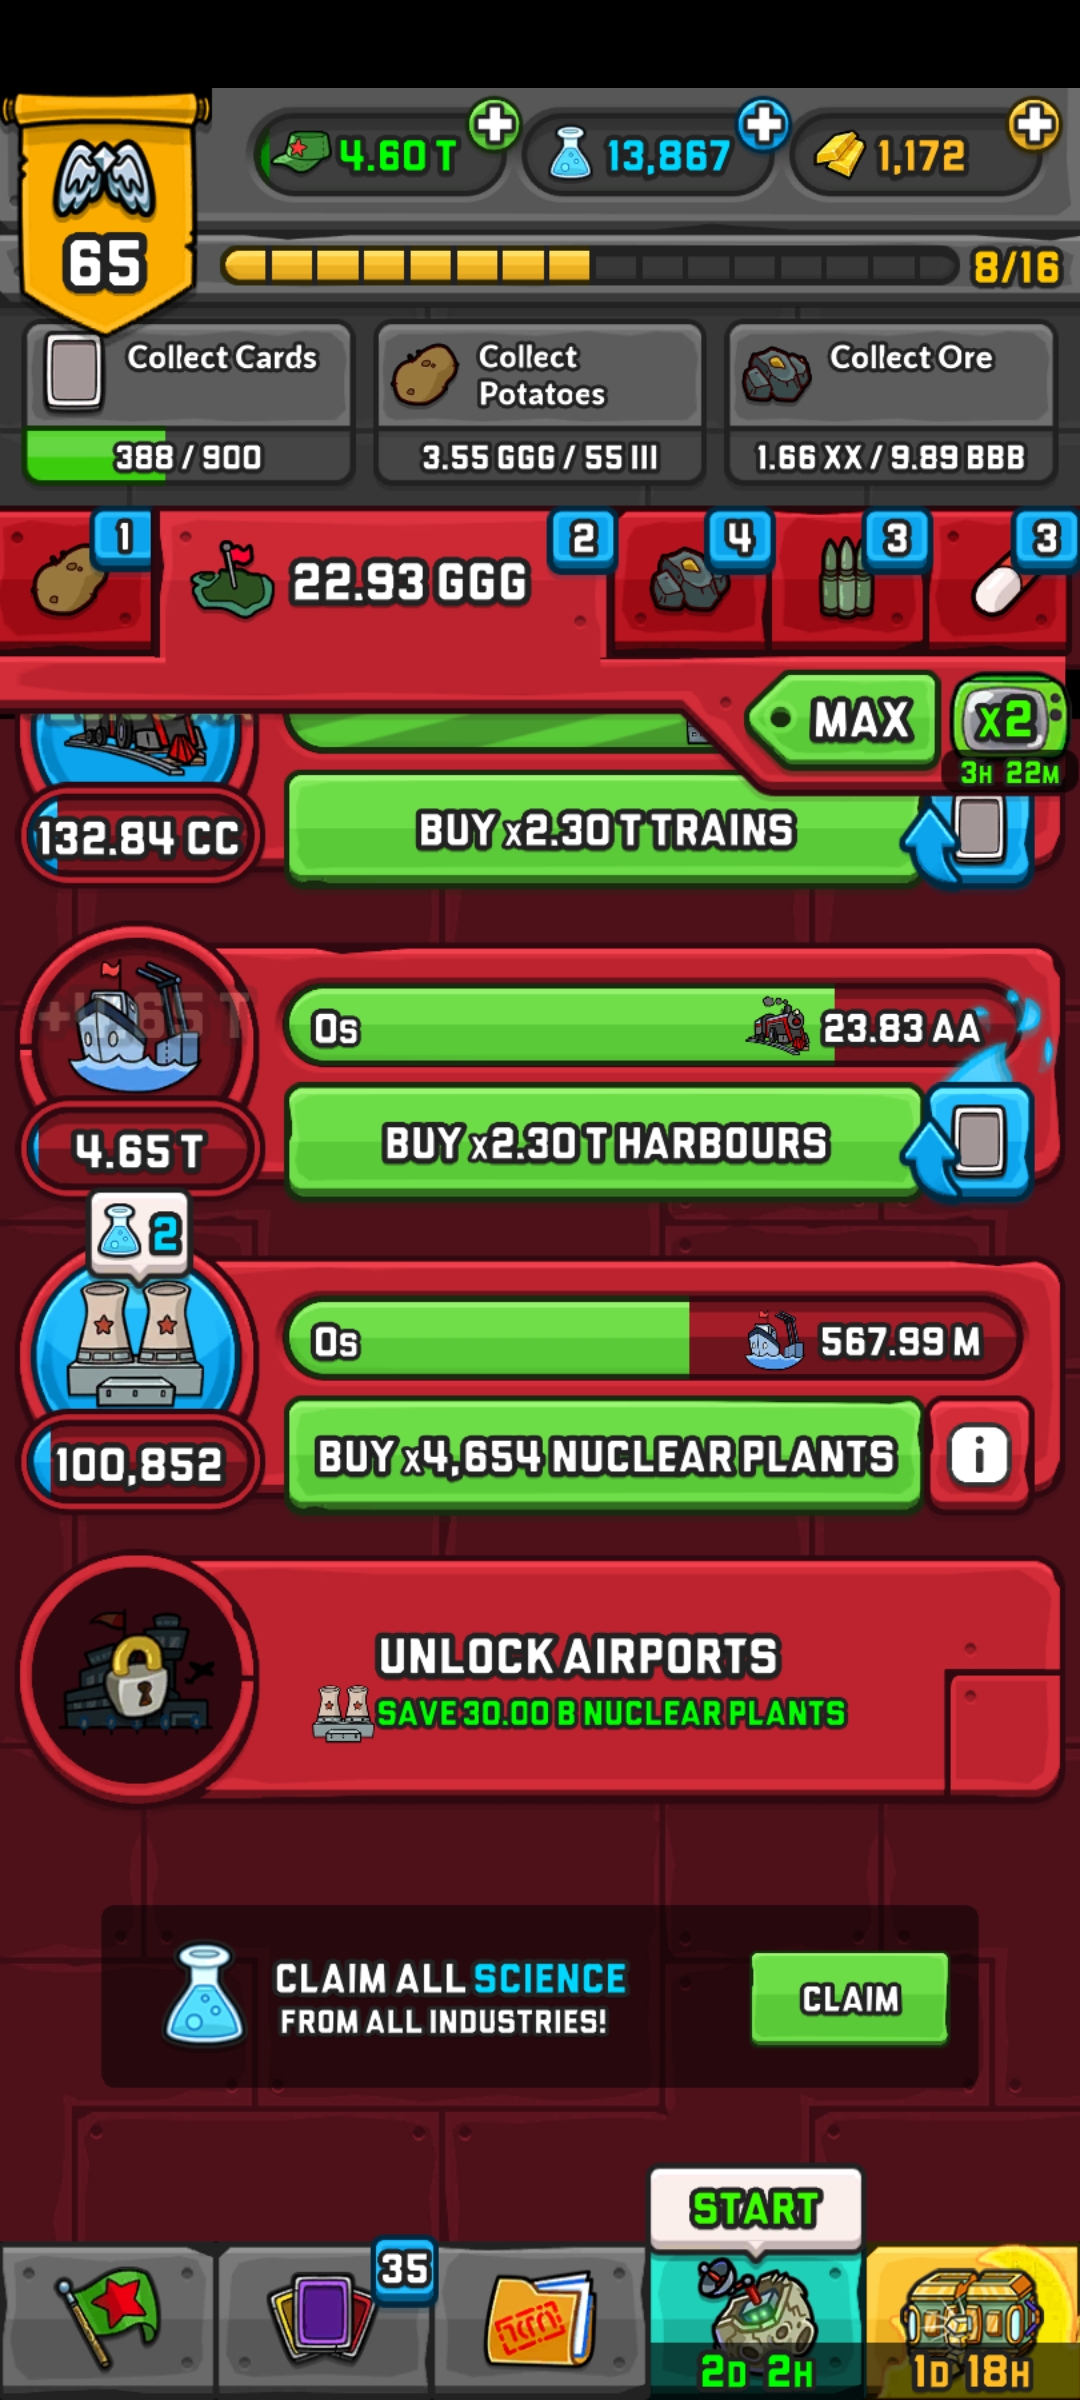 4.60 T
13,867
1,172
65
8/16
Collect Cards
388 / 900
Collect
Potatoes
3.55 GGG / 55 III
Collect Ore
1.66 XX / 9.89 BBB
1
22.93 GGG
2
4
3
3
MAX
x2
3H 22M
132.84 CC
BUY x2.30 T TRAINS
+4.65 T
0s
23.83 AA
4.65 T
BUY x2.30 T HARBOURS
2
0s
567.99 M
100,852
BUY x4,654 NUCLEAR PLANTS
i
UNLOCK AIRPORTS
SAVE 30.00 B NUCLEAR PLANTS
CLAIM ALL SCIENCE
FROM ALL INDUSTRIES!
CLAIM
START
35
2D 2H
1D 18H